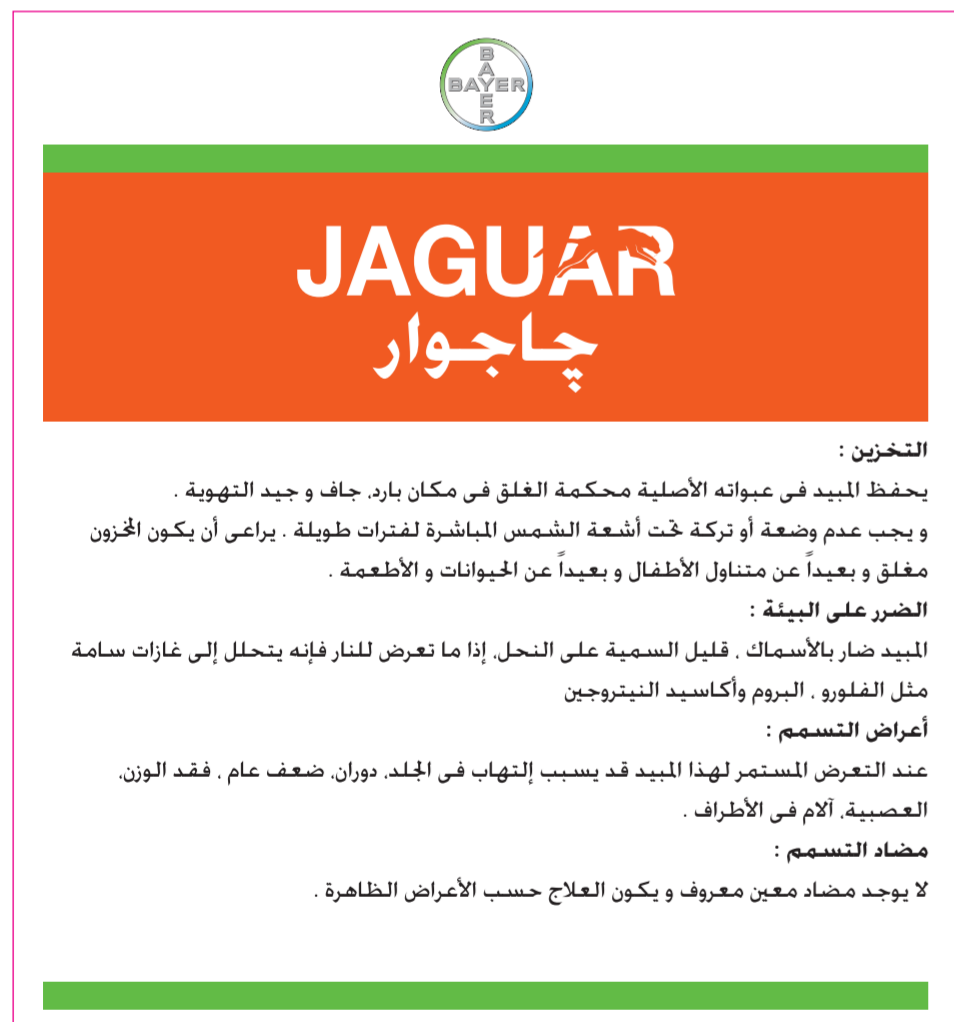 BAYER
BAYER
JAGUAR
چاجوار
التخزين :
يحفظ المبيد فى عبواته الأصلية محكمة الغلق فى مكان بارد، جاف و جيد التهوية .
و يجب عدم وضعة أو تركة تحت أشعة الشمس المباشرة لفترات طويلة . يراعى أن يكون المخزون
مغلق و بعيداً عن متناول الأطفال و بعيداً عن الحيوانات و الأطعمة .
الضرر على البيئة :
المبيد ضار بالأسماك ، قليل السمية على النحل، إذا ما تعرض للنار فإنه يتحلل إلى غازات سامة
مثل الفلورو ، البروم وأكاسيد النيتروجين
أعراض التسمم :
عند التعرض المستمر لهذا المبيد قد يسبب إلتهاب فى الجلد، دوران، ضعف عام ، فقد الوزن،
العصبية، آلام فى الأطراف .
مضاد التسمم :
لا يوجد مضاد معين معروف و يكون العلاج حسب الأعراض الظاهرة .